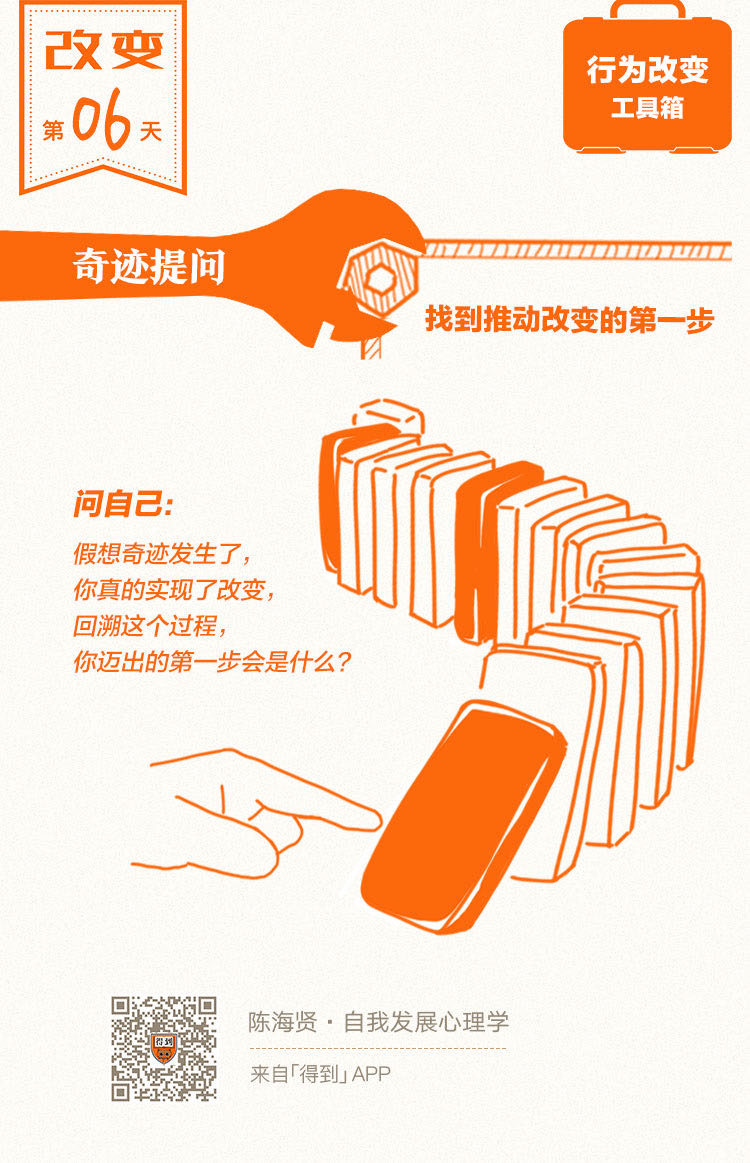 改变
第06天
行为改变
工具箱
奇迹提问
找到推动改变的第一步
问自己:
假想奇迹发生了，
你真的实现了改变，
回溯这个过程，
你迈出的第一步会是什么?
得到
陈海贤·自我发展心理学
来自「得到」APP